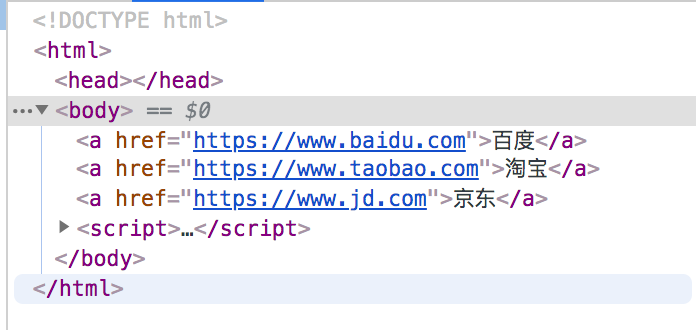 <!DOCTYPE html>
<html>
<head></head>
…▼<body> == $0
<a href="https://www.baidu.com">百度</a>
<a href="https://www.taobao.com">淘宝</a>
<a href="https://www.jd.com">京东</a>
▶<script>…</script>
</body>
</html>